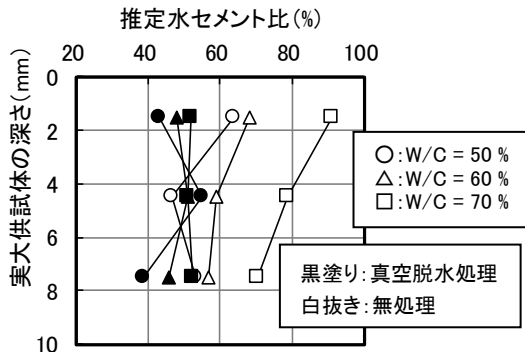 推定水セメント比(%)
20 40 60 80 100
実大供試体の深さ(mm)
0
2
4
6
8
10
○:W/C = 50 %
△:W/C = 60 %
□:W/C = 70 %
黒塗り:真空脱水処理
白抜き:無処理